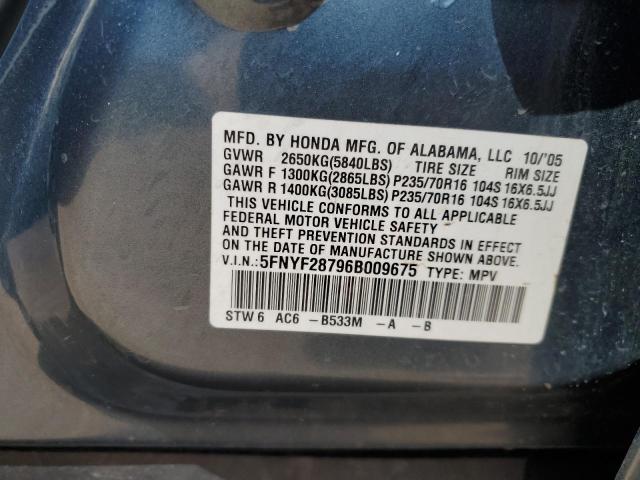 MFD. BY HONDA MFG. OF ALABAMA, LLC 10/'05
GVWR 2650KG(5840LBS) TIRE SIZE RIM SIZE
GAWR F 1300KG(2865LBS) P235/70R16 104S 16X6.5JJ
GAWR R 1400KG(3085LBS) P235/70R16 104S 16X6.5JJ
THIS VEHICLE CONFORMS TO ALL APPLICABLE
FEDERAL MOTOR VEHICLE SAFETY
AND THEFT PREVENTION STANDARDS IN EFFECT
ON THE DATE OF MANUFACTURE SHOWN ABOVE.
V.I.N.: 5FNYF28796B009675 TYPE: MPV
STW6 AC6 -B533M -A -B